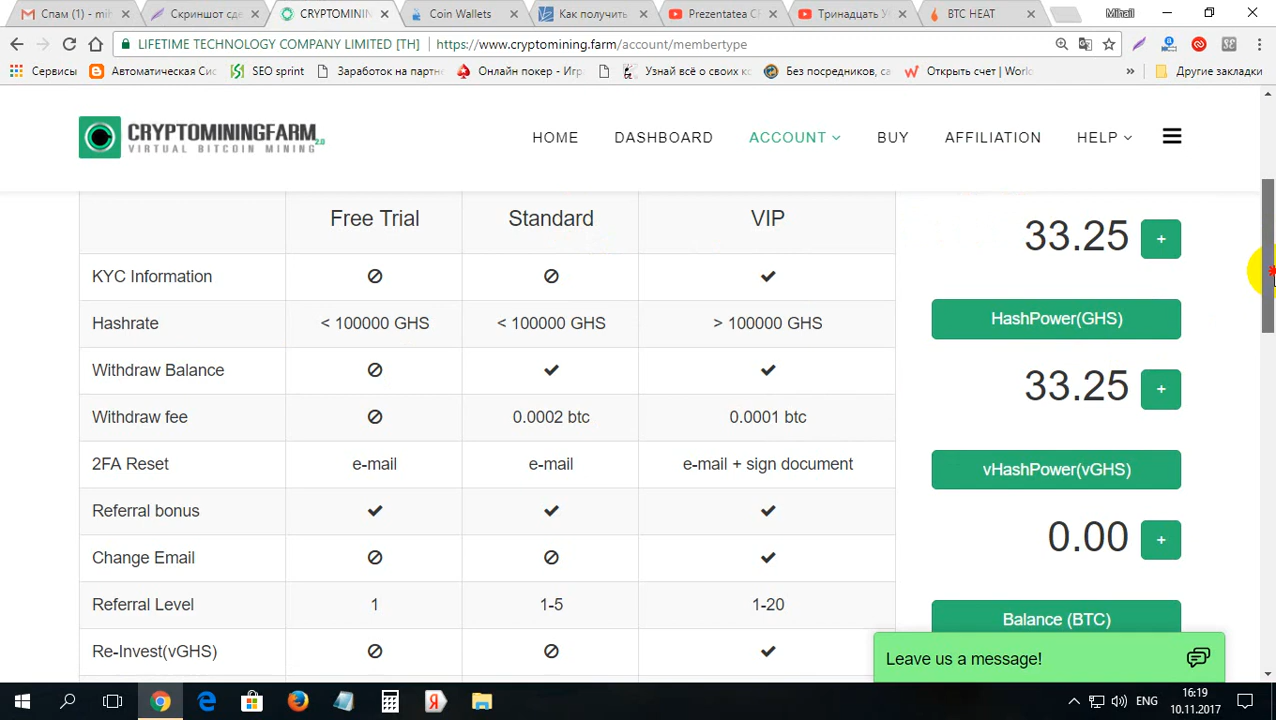 Спам (1) - mih
Скриншот сде
CRYPTOMININ
Coin Wallets
Как получить
Prezentatea C
Тринадцать У
BTC HEAT
Mihail
LIFETIME TECHNOLOGY COMPANY LIMITED [TH] https://www.cryptomining.farm/account/membertype
Сервисы
Автоматическая Сис
SEO sprint
Заработок на партн
Онлайн покер - Игр
Узнай всё о своих кс
Без посредников, са
Открыть счет | Worl
»
Другие закладки
CRYPTOMININGFARM
VIRTUAL BITCOIN MINING 2.0
HOME DASHBOARD ACCOUNT BUY AFFILIATION HELP
Free Trial Standard VIP
33.25 +
KYC Information
Hashrate < 100000 GHS < 100000 GHS > 100000 GHS
HashPower(GHS)
Withdraw Balance
33.25 +
Withdraw fee 0.0002 btc 0.0001 btc
2FA Reset e-mail e-mail e-mail + sign document
vHashPower(vGHS)
Referral bonus
0.00 +
Change Email
Referral Level 1 1-5 1-20
Balance (BTC)
Re-Invest(vGHS)
Leave us a message!
ENG
16:19
10.11.2017